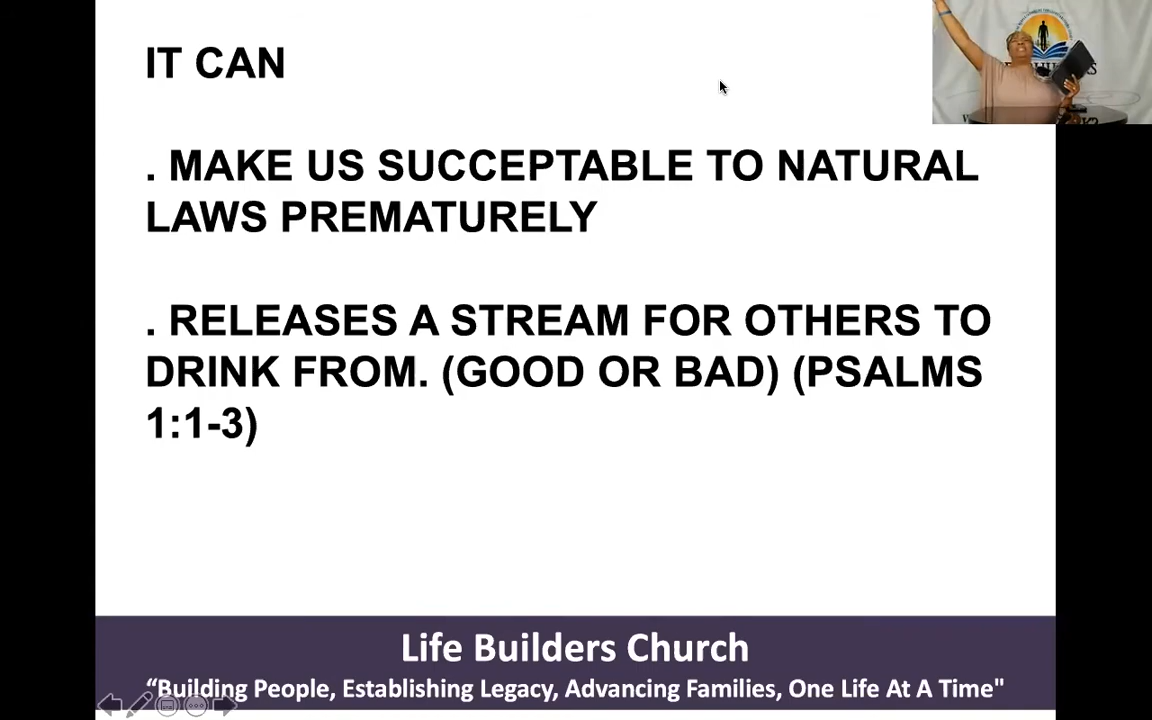 IT CAN
. MAKE US SUCCEPTABLE TO NATURAL
LAWS PREMATURELY
. RELEASES A STREAM FOR OTHERS TO
DRINK FROM. (GOOD OR BAD) (PSALMS
1:1-3)
Life Builders Church
“Building People, Establishing Legacy, Advancing Families, One Life At A Time"